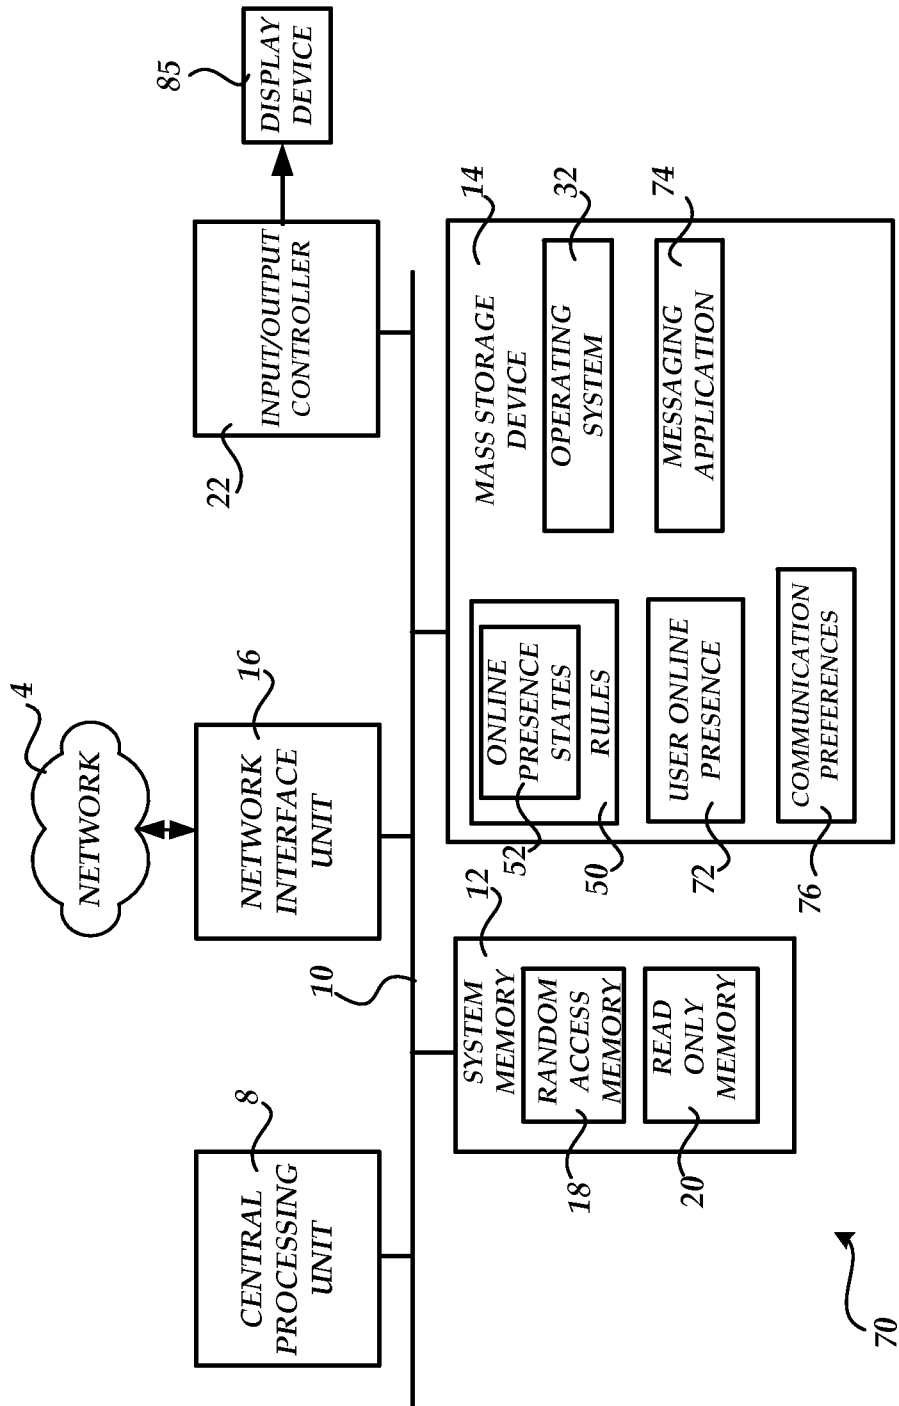 8
CENTRAL
PROCESSING
UNIT
4
NETWORK
16
NETWORK
INTERFACE
UNIT
22
INPUT/OUTPUT
CONTROLLER
85
DISPLAY
DEVICE
10
12
SYSTEM
MEMORY
RANDOM
ACCESS
MEMORY
18
READ
ONLY
MEMORY
20
14
MASS STORAGE
DEVICE
ONLINE
PRESENCE
STATES
RULES
52
50
32
OPERATING
SYSTEM
USER ONLINE
PRESENCE
72
74
MESSAGING
APPLICATION
COMMUNICATION
PREFERENCES
76
70